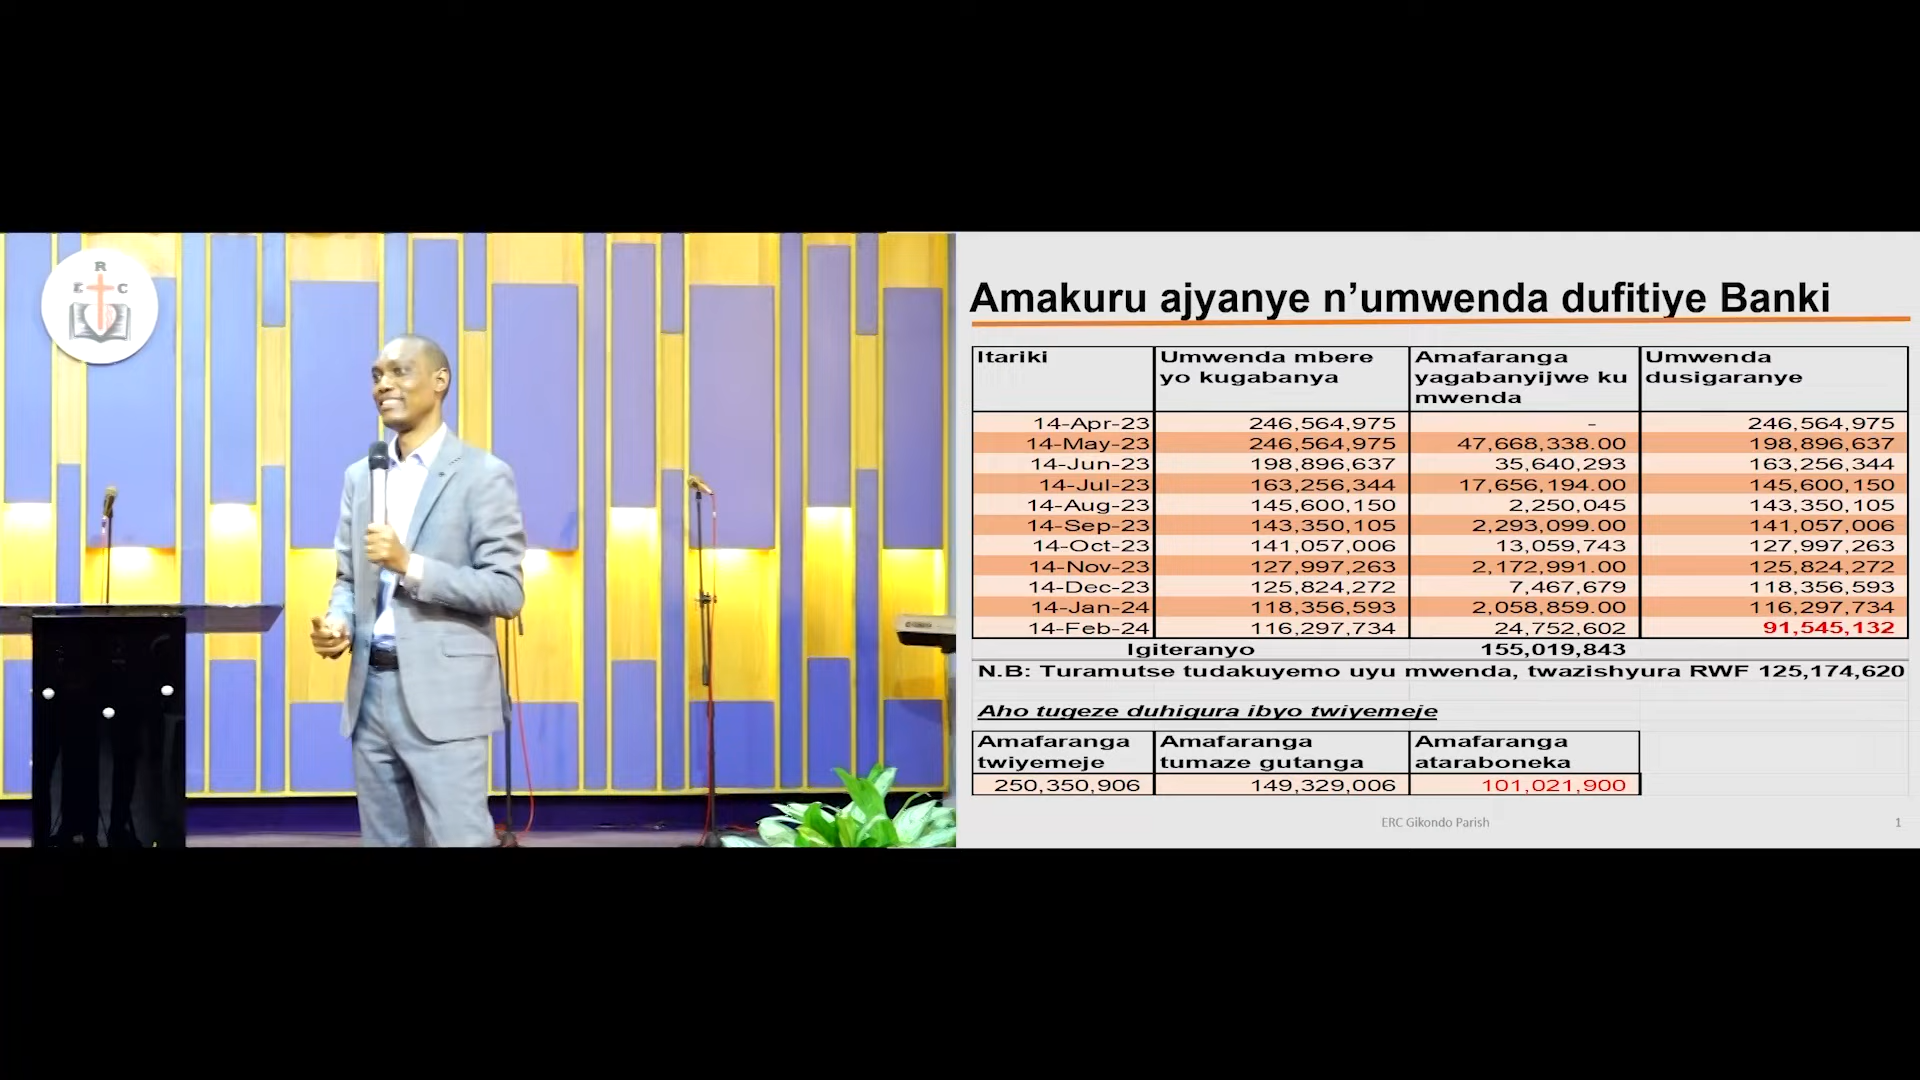 R
E C
Amakuru ajyanye n’umwenda dufitiye Banki
Itariki Umwenda mbere yo kugabanya Amafaranga yagabanyijwe ku mwenda Umwenda dusigaranye
14-Apr-23 246,564,975 - 246,564,975
14-May-23 246,564,975 47,668,338.00 198,896,637
14-Jun-23 198,896,637 35,640,293 163,256,344
14-Jul-23 163,256,344 17,656,194.00 145,600,150
14-Aug-23 145,600,150 2,250,045 143,350,105
14-Sep-23 143,350,105 2,293,099.00 141,057,006
14-Oct-23 141,057,006 13,059,743 127,997,263
14-Nov-23 127,997,263 2,172,991.00 125,824,272
14-Dec-23 125,824,272 7,467,679 118,356,593
14-Jan-24 118,356,593 2,058,859.00 116,297,734
14-Feb-24 116,297,734 24,752,602 91,545,132
Igiteranyo 155,019,843
N.B: Turamutse tudakuyemo uyu mwenda, twazishyura RWF 125,174,620
Aho tugeze duhigura ibyo twiyemeje
Amafaranga twiyemeje Amafaranga tumaze gutanga Amafaranga ataraboneka
250,350,906 149,329,006 101,021,900
ERC Gikondo Parish 1